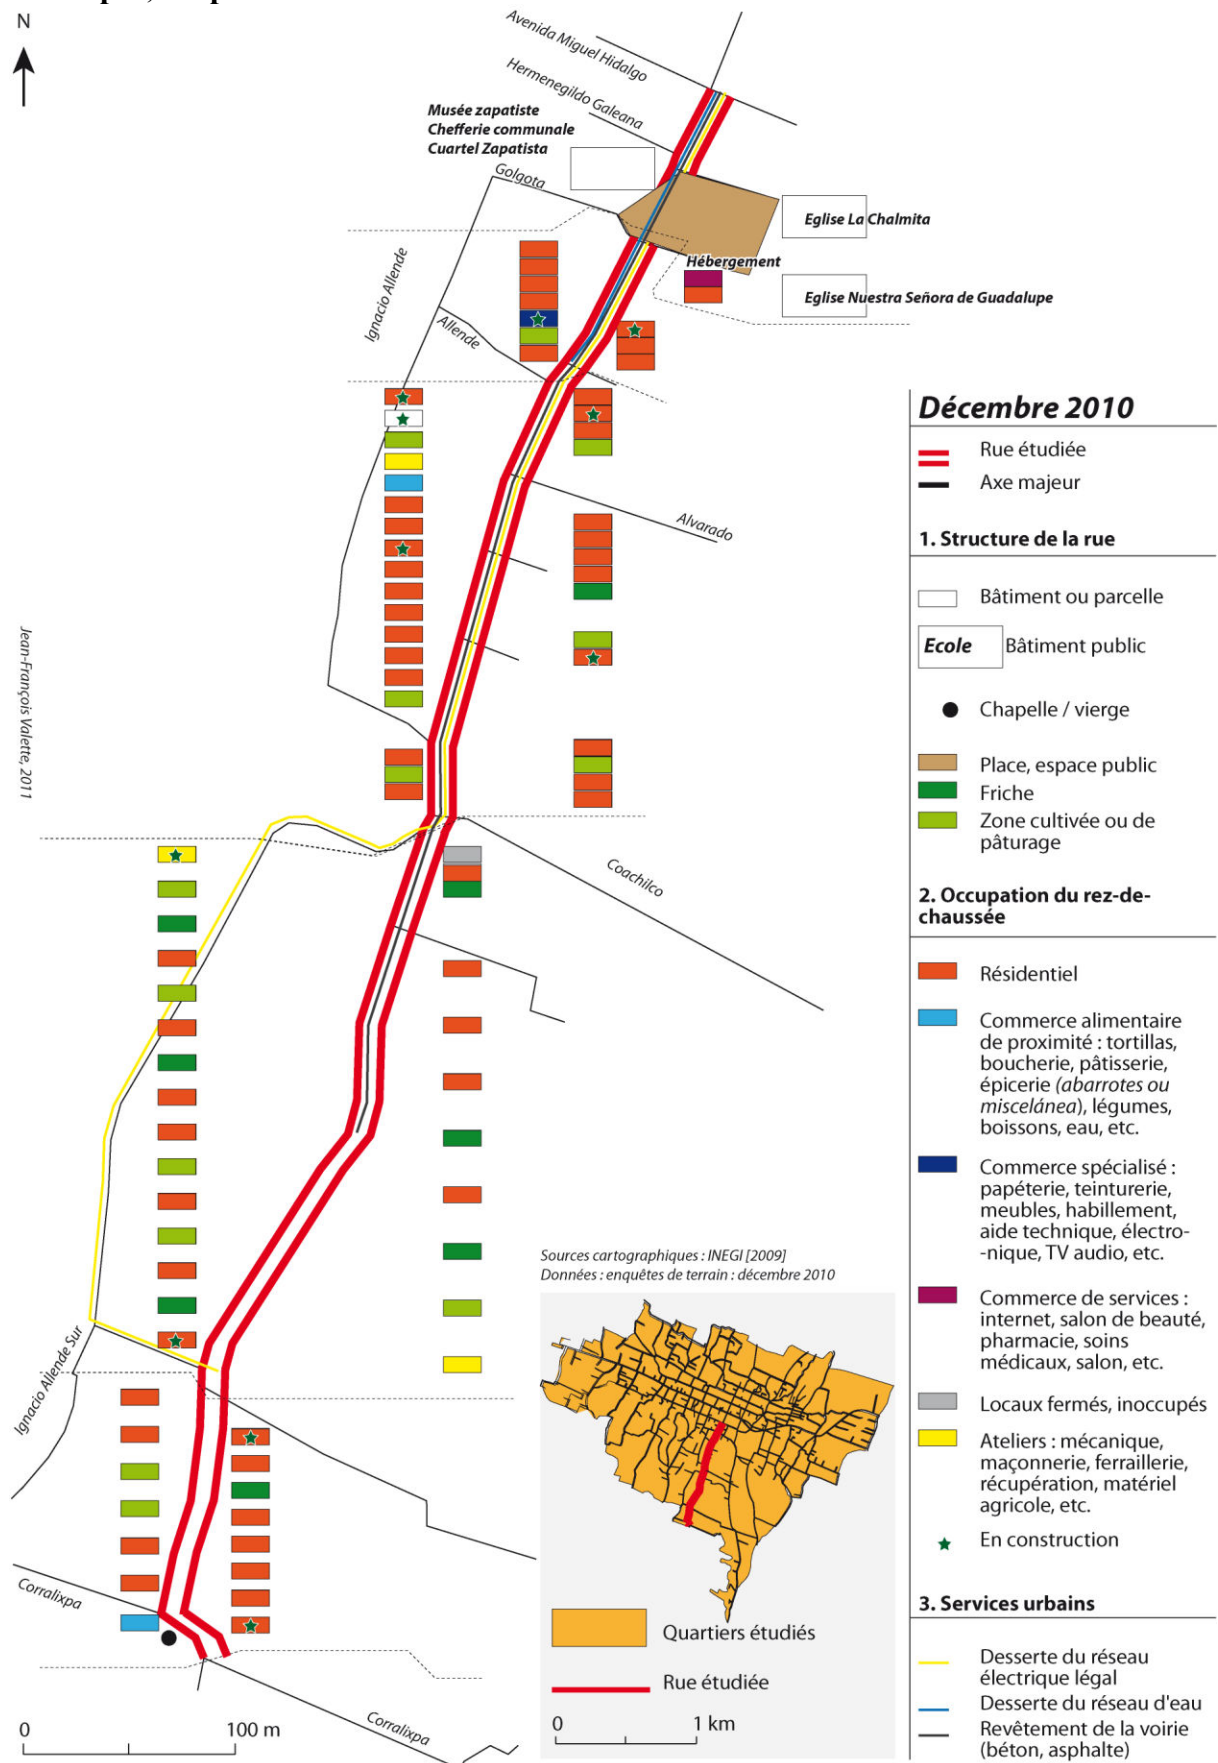 N
Avenida Miguel Hidalgo
Hermenegildo Galeana
Musée zapatiste
Chefferie communale
Cuartel Zapatista
Golgota
Eglise La Chalmita
Hébergement
Eglise Nuestra Señora de Guadalupe
Ignacio Allende
Allende
Alvarado
Jean-François Valette, 2011
Coachilco
Ignacio Allende Sur
Corralixpa
Corralixpa
0 100 m
Sources cartographiques : INEGI [2009]
Données : enquêtes de terrain : décembre 2010
Quartiers étudiés
Rue étudiée
0 1 km
Décembre 2010
Rue étudiée
Axe majeur
1. Structure de la rue
Bâtiment ou parcelle
Ecole Bâtiment public
Chapelle / vierge
Place, espace public
Friche
Zone cultivée ou de
pâturage
2. Occupation du rez-de-
chaussée
Résidentiel
Commerce alimentaire
de proximité : tortillas,
boucherie, pâtisserie,
épicerie (abarrotes ou
miscelánea), légumes,
boissons, eau, etc.
Commerce spécialisé :
papéterie, teinturerie,
meubles, habillement,
aide technique, électro-
-nique, TV audio, etc.
Commerce de services :
internet, salon de beauté,
pharmacie, soins
médicaux, salon, etc.
Locaux fermés, inoccupés
Ateliers : mécanique,
maçonnerie, ferraillerie,
récupération, matériel
agricole, etc.
En construction
3. Services urbains
Desserte du réseau
électrique légal
Desserte du réseau d'eau
Revêtement de la voirie
(béton, asphalte)